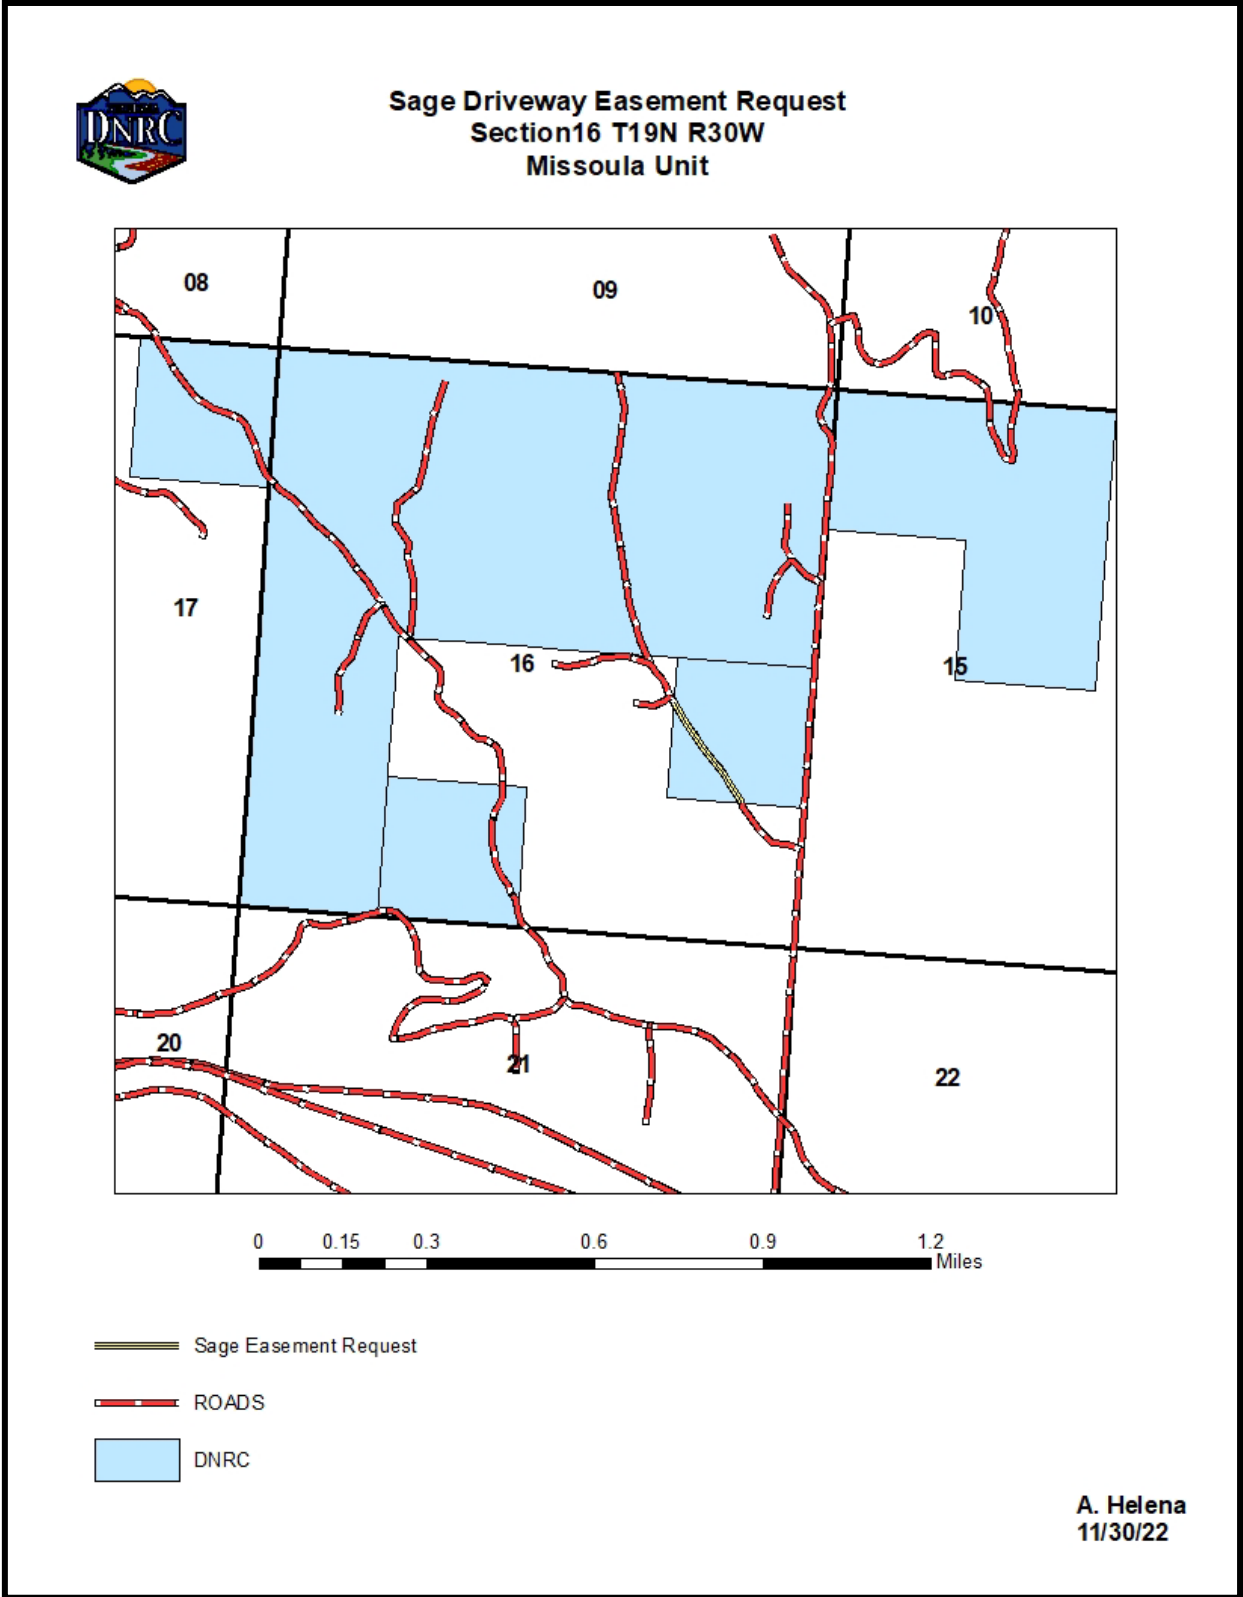 DNRC
Sage Driveway Easement Request
Section16 T19N R30W
Missoula Unit
08
09
10
17
16
15
20
21
22
0 0.15 0.3 0.6 0.9 1.2
Miles
Sage Easement Request
ROADS
DNRC
A. Helena
11/30/22